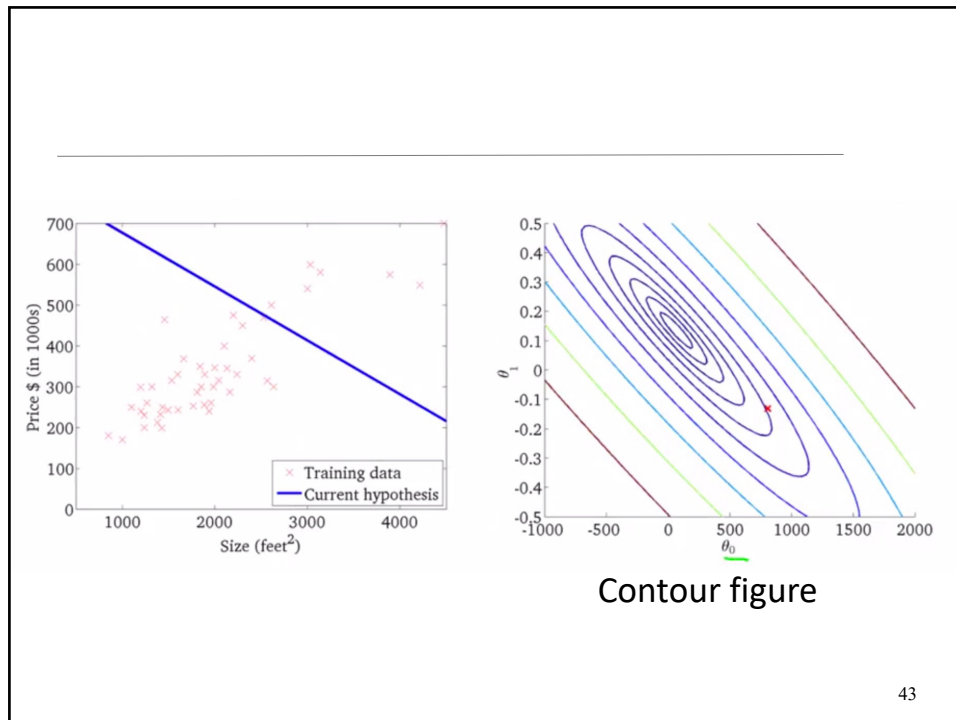 700
600
500
400
300
200
100
0
Price $ (in 1000s)
1000 2000 3000 4000
Size (feet²)
Training data
Current hypothesis
0.5
0.4
0.3
0.2
0.1
0
-0.1
-0.2
-0.3
-0.4
-0.5
θ₁
-1000 -500 0 500 1000 1500 2000
θ₀
Contour figure
43